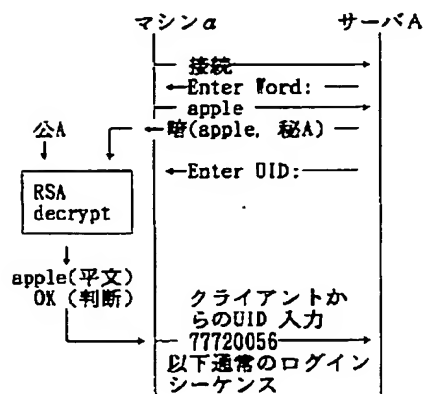 マシンα
サーバA
接続
Enter Word:
apple
暗(apple, 秘A)
公A
Enter UID:
RSA
decrypt
apple(平文)
OK (判断)
クライアントか
らのUID 入力
77720056
以下通常のログイン
シーケンス